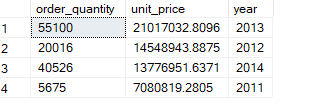 order_quantity unit_price year
1 55100 21017032.8096 2013
2 20016 14548943.8875 2012
3 40526 13776951.6371 2014
4 5675 7080819.2805 2011